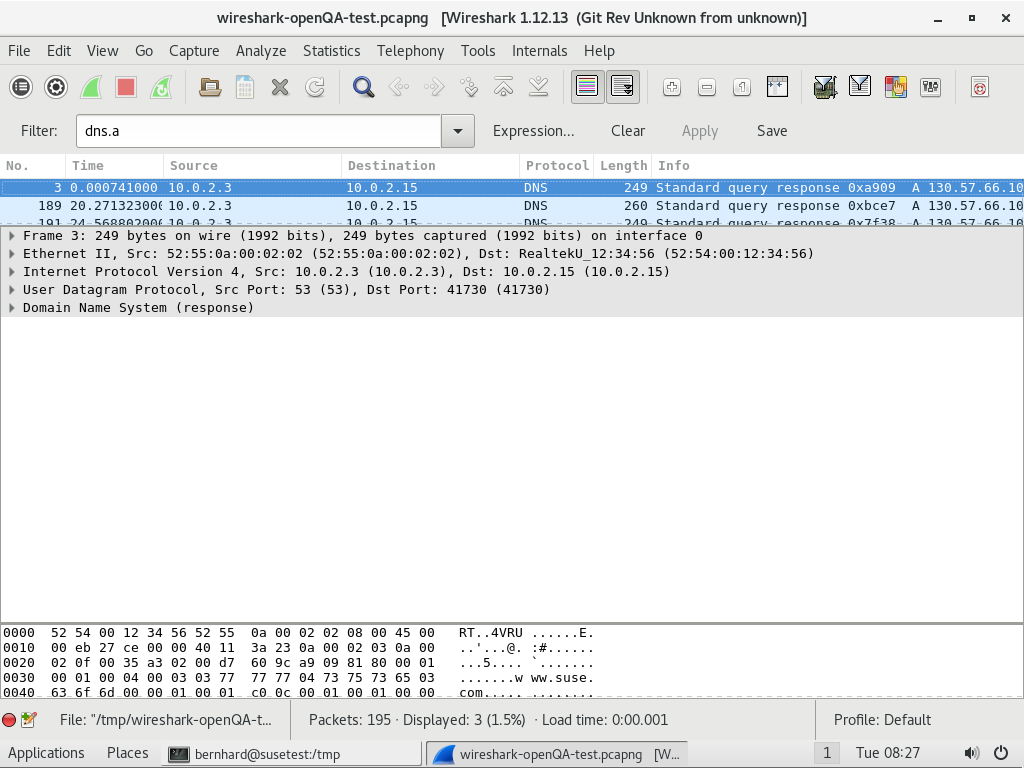 wireshark-openQA-test.pcapng   [Wireshark 1.12.13  (Git Rev Unknown from unknown)]
File Edit View Go Capture Analyze Statistics Telephony Tools Internals Help
Filter: dns.a Expression... Clear Apply Save
No. Time Source Destination Protocol Length Info
3 0.000741000 10.0.2.3 10.0.2.15 DNS 249 Standard query response 0xa909  A 130.57.66.10
189 20.271323000 10.0.2.3 10.0.2.15 DNS 260 Standard query response 0xbce7  A 130.57.66.10
191 24.568802000 10.0.2.3 10.0.2.15 DNS 249 Standard query response 0x7f38  A 130.57.66.10
Frame 3: 249 bytes on wire (1992 bits), 249 bytes captured (1992 bits) on interface 0
Ethernet II, Src: 52:55:0a:00:02:02 (52:55:0a:00:02:02), Dst: RealtekU_12:34:56 (52:54:00:12:34:56)
Internet Protocol Version 4, Src: 10.0.2.3 (10.0.2.3), Dst: 10.0.2.15 (10.0.2.15)
User Datagram Protocol, Src Port: 53 (53), Dst Port: 41730 (41730)
Domain Name System (response)
0000  52 54 00 12 34 56 52 55  0a 00 02 02 08 00 45 00   RT..4VRU ......E.
0010  00 eb 27 ce 00 00 40 11  3a 23 0a 00 02 03 0a 00   ..'...@. :#......
0020  02 0f 00 35 a3 02 00 d7  60 9c a9 09 81 80 00 01   ...5.... `.......
0030  00 01 00 04 00 03 03 77  77 77 04 73 75 73 65 03   .......w ww.suse.
0040  63 6f 6d 00 00 01 00 01  c0 0c 00 01 00 01 00 00   com..... ........
File: "/tmp/wireshark-openQA-t... Packets: 195 · Displayed: 3 (1.5%)  · Load time: 0:00.001 Profile: Default
Applications Places bernhard@susetest:/tmp wireshark-openQA-test.pcapng   [W... 1 Tue 08:27